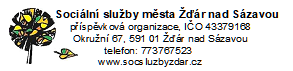 Sociální služby města Žďár nad Sázavou
příspěvková organizace, IČO 43379168
Okružní 67, 591 01 Žďár nad Sázavou
telefon: 773767523
www.socsluzbyzdar.cz